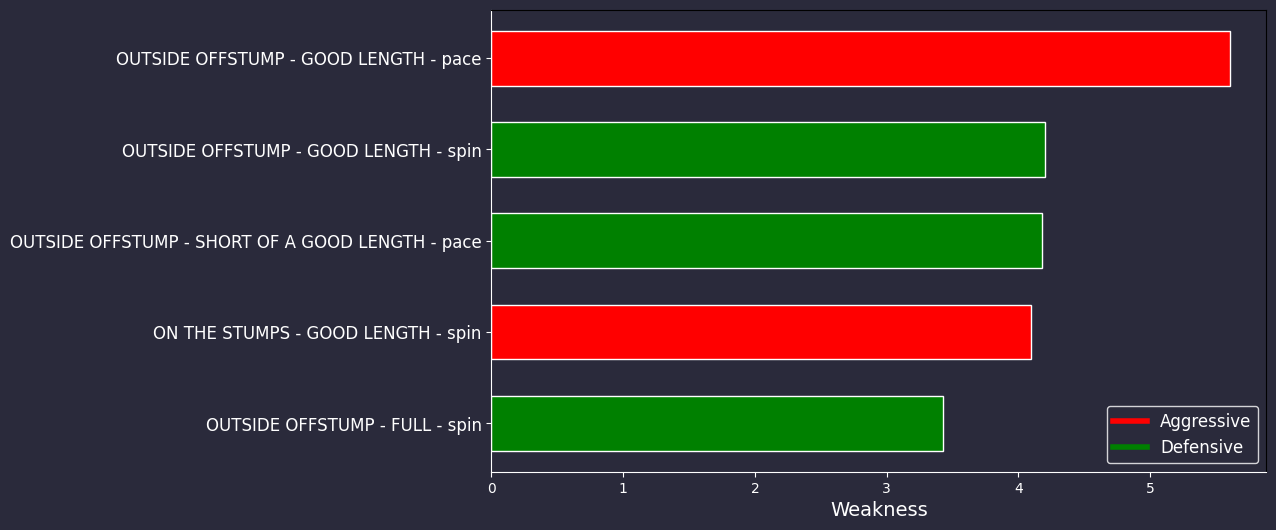 OUTSIDE OFFSTUMP - GOOD LENGTH - pace
OUTSIDE OFFSTUMP - GOOD LENGTH - spin
OUTSIDE OFFSTUMP - SHORT OF A GOOD LENGTH - pace
ON THE STUMPS - GOOD LENGTH - spin
OUTSIDE OFFSTUMP - FULL - spin
Aggressive
Defensive
0 1 2 3 4 5
Weakness